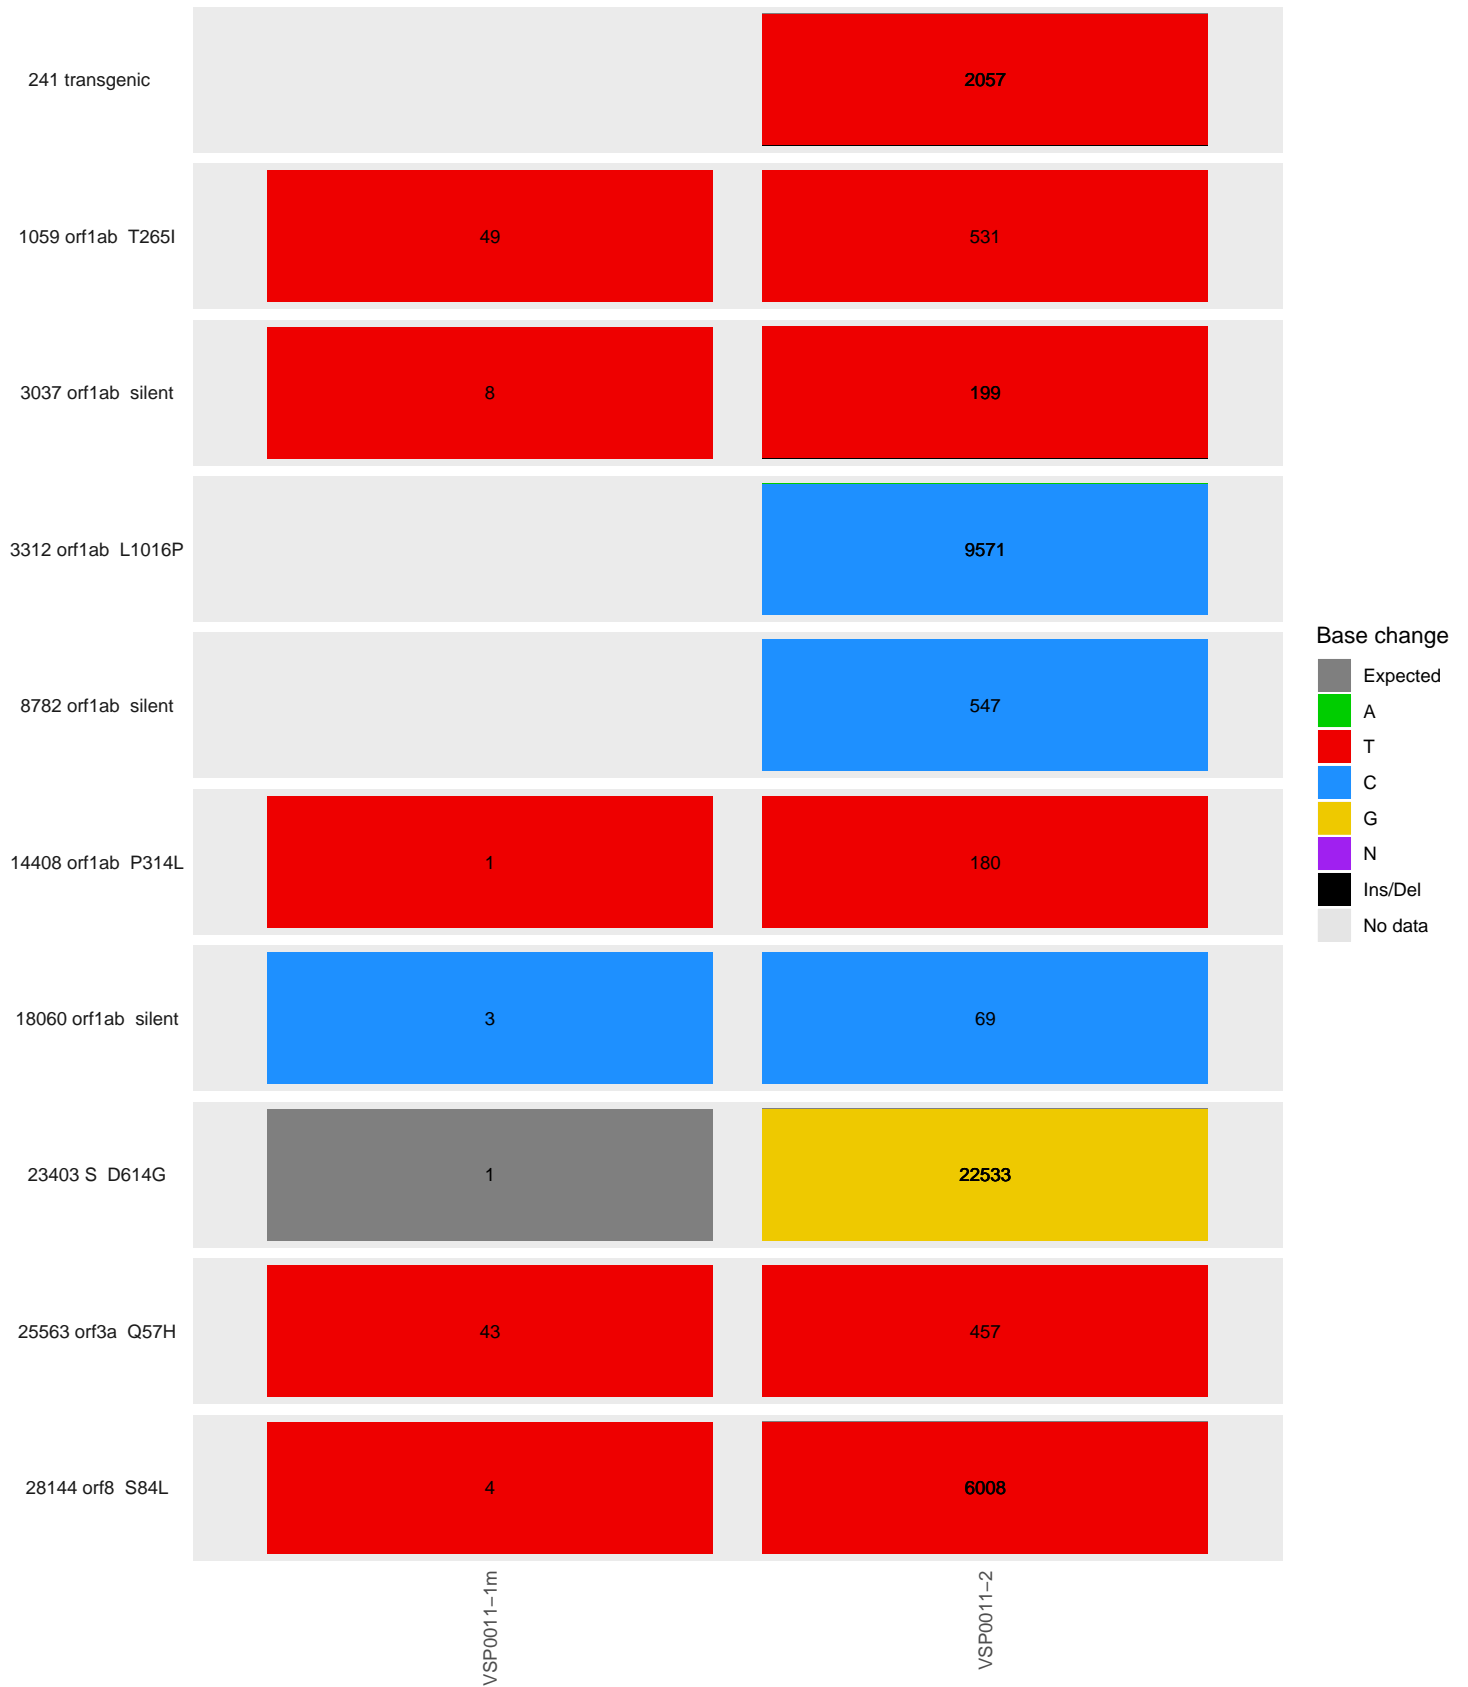 241 transgenic
2057
1059 orf1ab  T265I
49
531
3037 orf1ab  silent
8
199
3312 orf1ab  L1016P
9571
8782 orf1ab  silent
547
14408 orf1ab  P314L
1
180
18060 orf1ab  silent
3
69
23403 S  D614G
1
22533
25563 orf3a  Q57H
43
457
28144 orf8  S84L
4
6008
VSP0011−1m
VSP0011−2
Base change
Expected
A
T
C
G
N
Ins/Del
No data